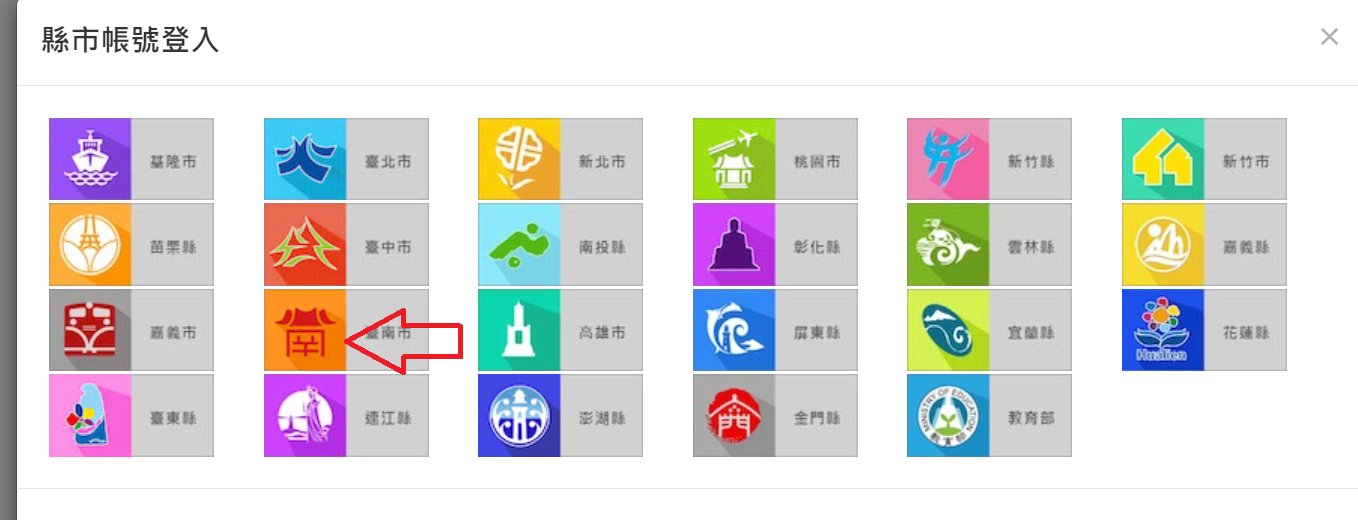 縣市帳號登入
×
基隆市
臺北市
新北市
桃園市
新竹縣
新竹市
苗栗縣
臺中市
南投縣
彰化縣
雲林縣
嘉義縣
嘉義市
南
臺南市
高雄市
屏東縣
宜蘭縣
Hualien
花蓮縣
臺東縣
連江縣
澎湖縣
金門縣
MINISTRY OF EDUCATION
教育部
教育部